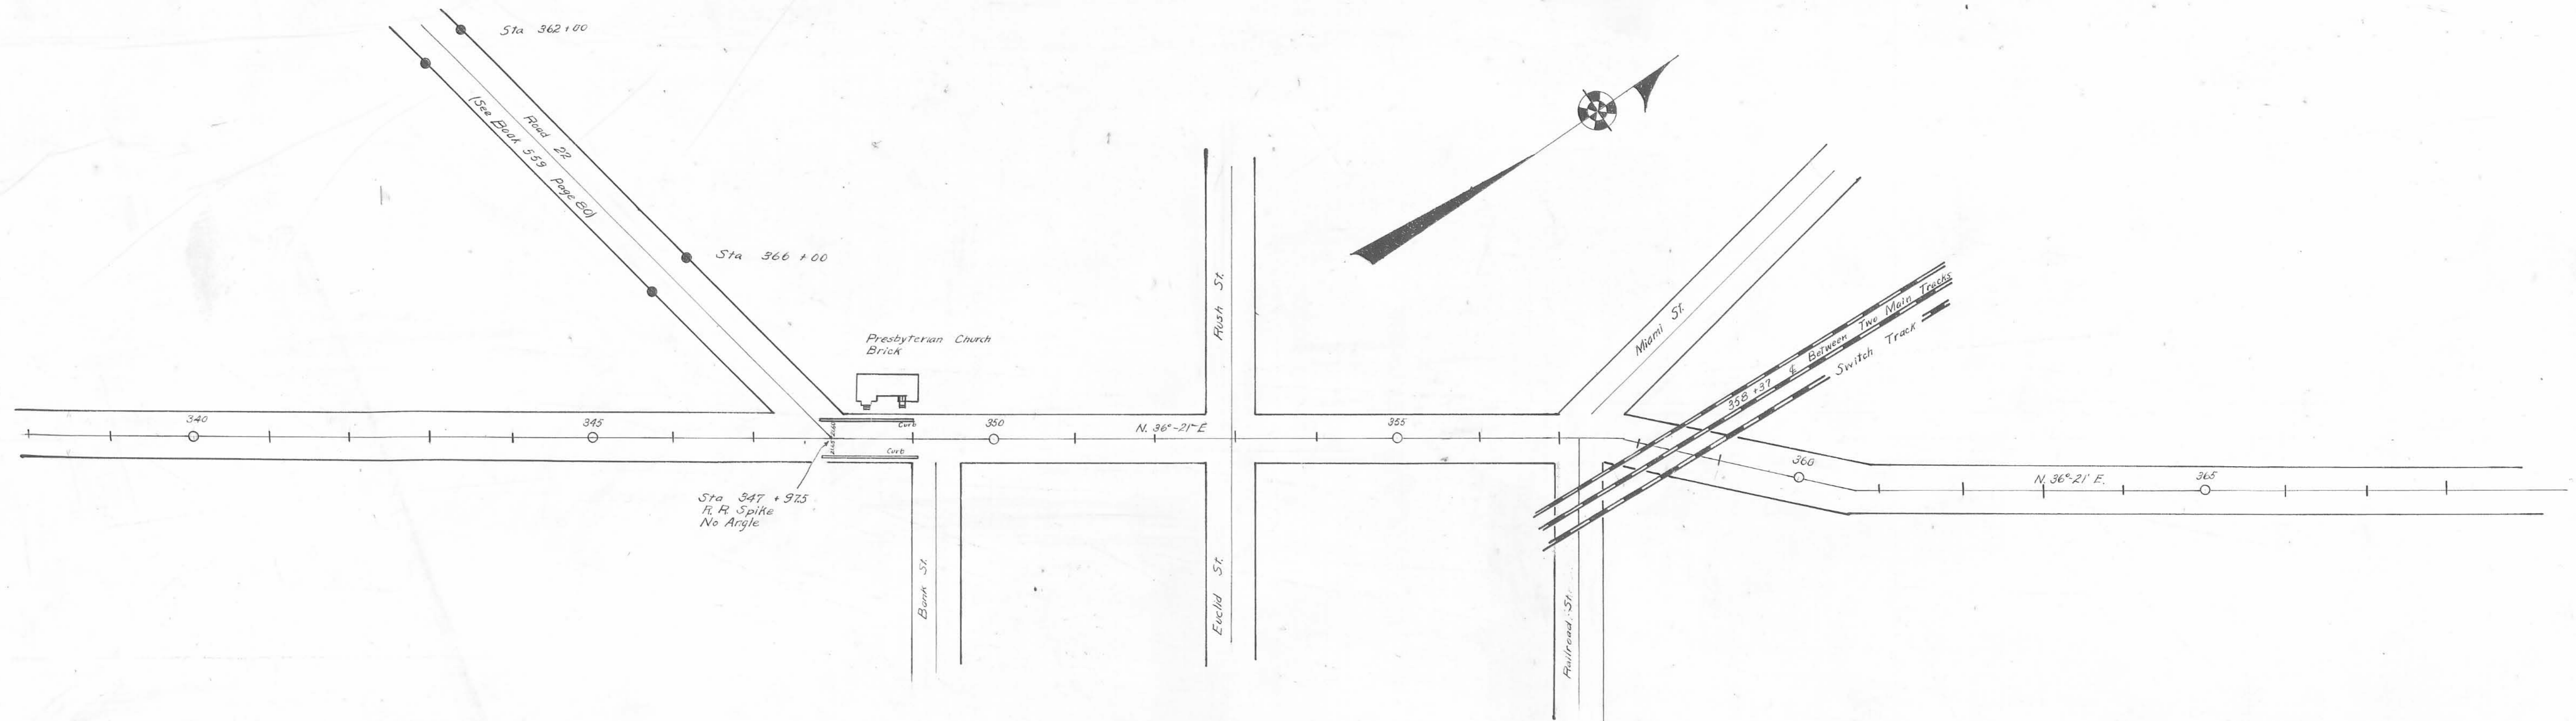 Sta 362+00
Road 22
(See Book 559 page 80)
Sta 366+00
Presbyterian Church
Brick
Rush St.
Miami St.
358+37 ℄ Between Two Main Tracks
Switch Track
340
345
Curb
350
N. 36°-21' E
355
Curb
360
N. 36°-21' E.
365
Sta 347+97.5
R. R. Spike
No Angle
Bank St.
Euclid St.
Railroad St.